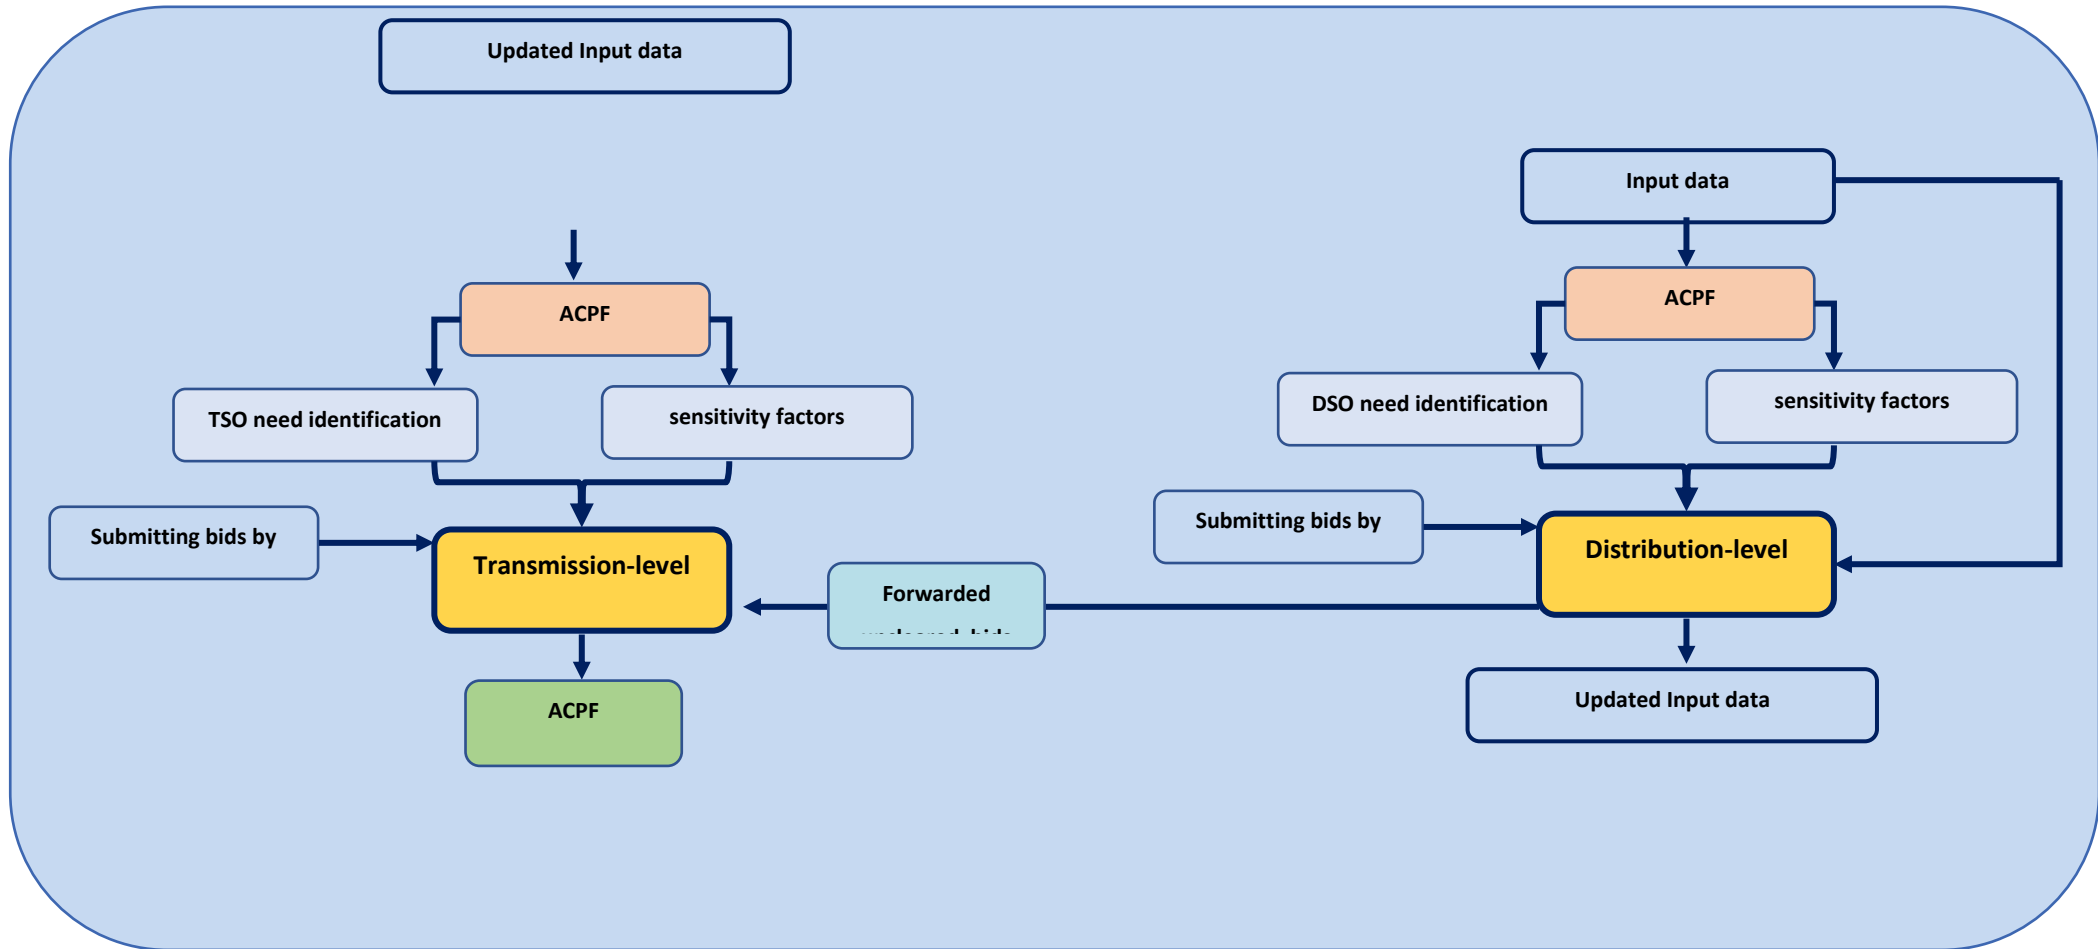 Updated Input data
Input data
ACPF
ACPF
TSO need identification
sensitivity factors
DSO need identification
sensitivity factors
Submitting bids by
Transmission-level
Submitting bids by
Distribution-level
Forwarded
ACPF
Updated Input data